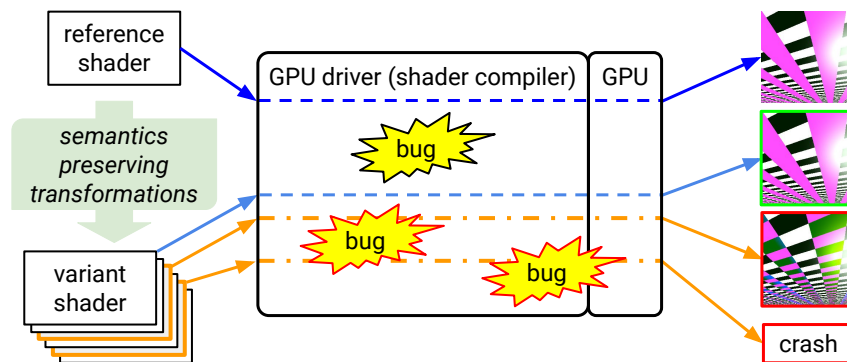 reference
shader
GPU driver (shader compiler)
GPU
semantics
preserving
transformations
bug
bug
bug
variant
shader
crash